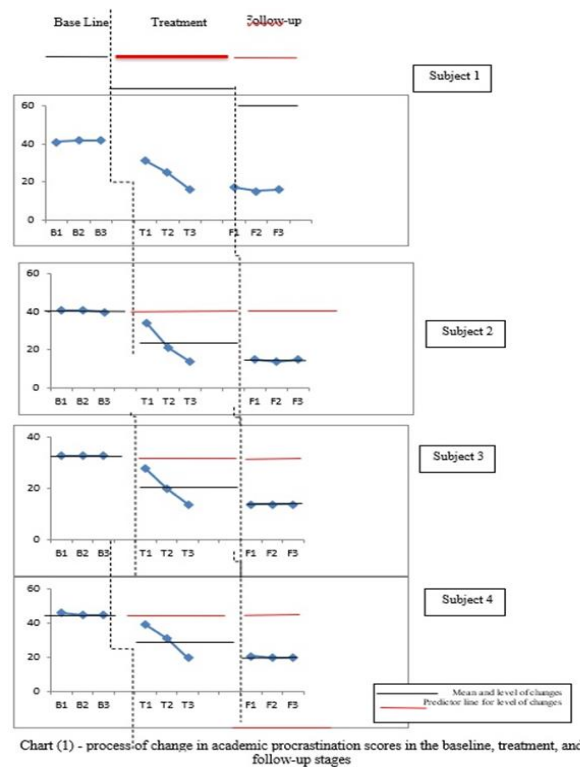 Base Line Treatment Follow-up
Subject 1
60
40
20
0
B1 B2 B3 T1 T2 T3 F1 F2 F3
Subject 2
60
40
20
0
B1 B2 B3 T1 T2 T3 F1 F2 F3
Subject 3
40
20
0
B1 B2 B3 T1 T2 T3 F1 F2 F3
Subject 4
60
40
20
0
B1 B2 B3 T1 T2 T3 F1 F2 F3
Mean and level of changes
Predictor line for level of changes
Chart (1) - process of change in academic procrastination scores in the baseline, treatment, and
follow-up stages